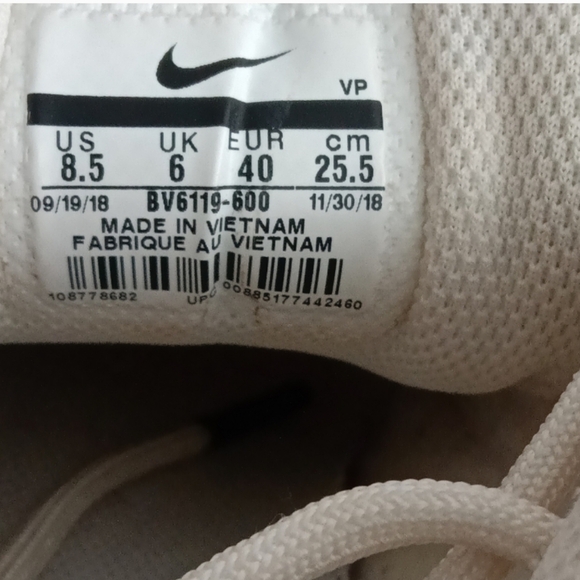 VP
US UK EUR cm
8.5 6 40 25.5
09/19/18 BV6119-600 11/30/18
MADE IN VIETNAM
FABRIQUE AU VIETNAM
108778682 UPC 00885177442460